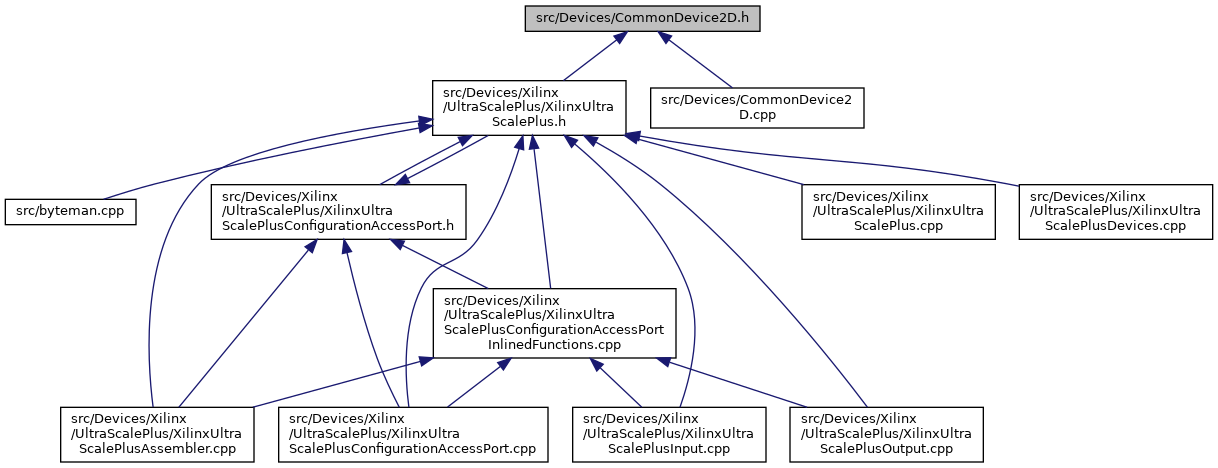 src/Devices/CommonDevice2D.h
src/Devices/Xilinx
/UltraScalePlus/XilinxUltra
ScalePlus.h
src/Devices/CommonDevice2
D.cpp
src/byteman.cpp
src/Devices/Xilinx
/UltraScalePlus/XilinxUltra
ScalePlusConfigurationAccessPort.h
src/Devices/Xilinx
/UltraScalePlus/XilinxUltra
ScalePlus.cpp
src/Devices/Xilinx
/UltraScalePlus/XilinxUltra
ScalePlusDevices.cpp
src/Devices/Xilinx
/UltraScalePlus/XilinxUltra
ScalePlusConfigurationAccessPort
InlinedFunctions.cpp
src/Devices/Xilinx
/UltraScalePlus/XilinxUltra
ScalePlusAssembler.cpp
src/Devices/Xilinx
/UltraScalePlus/XilinxUltra
ScalePlusConfigurationAccessPort.cpp
src/Devices/Xilinx
/UltraScalePlus/XilinxUltra
ScalePlusInput.cpp
src/Devices/Xilinx
/UltraScalePlus/XilinxUltra
ScalePlusOutput.cpp